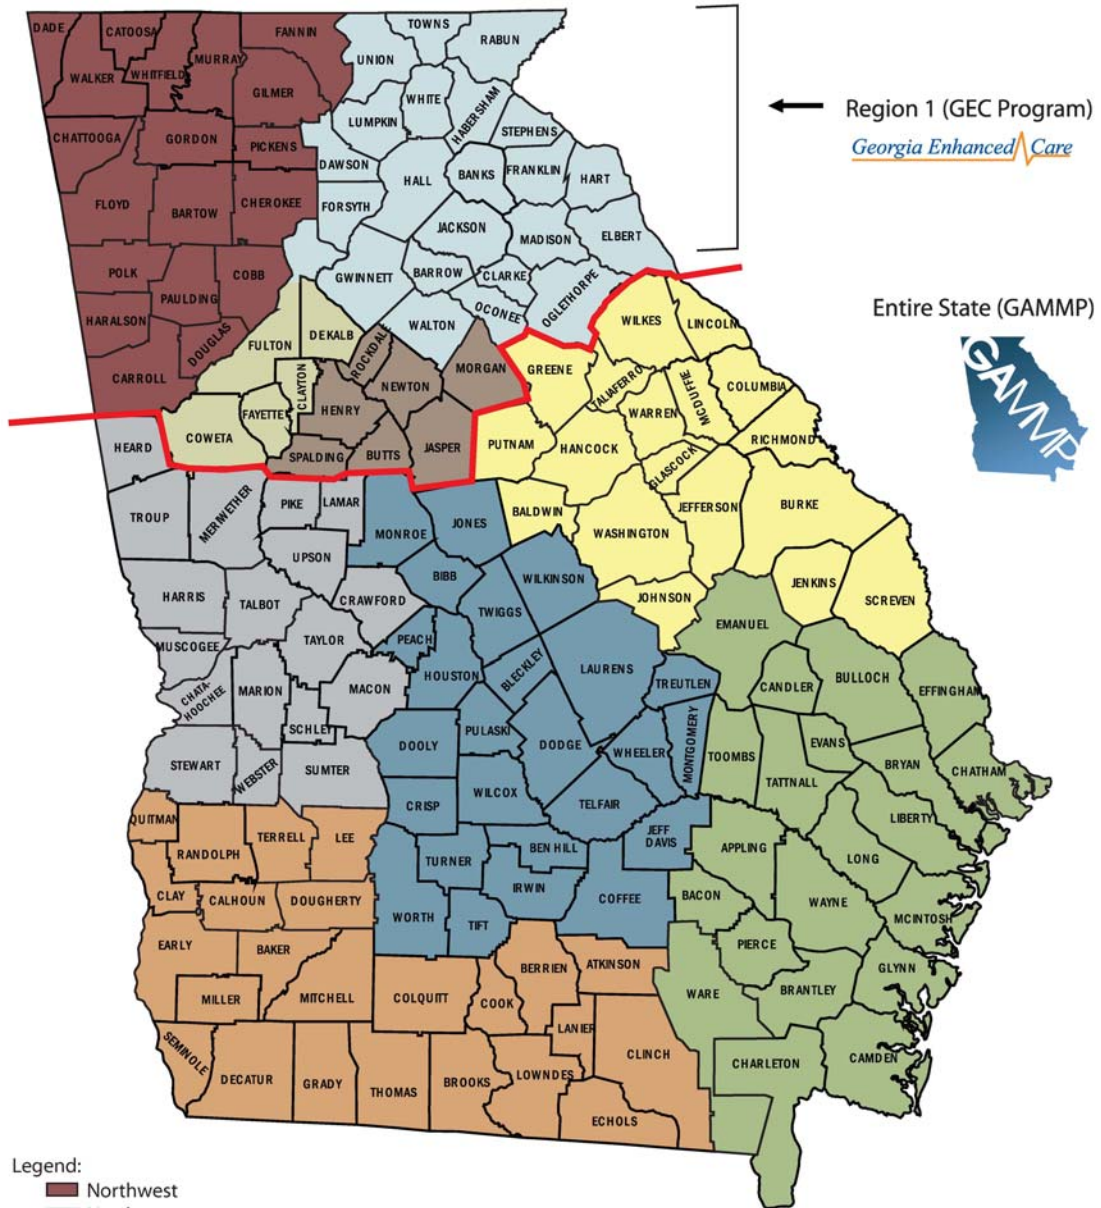 DADE
CATOOSA
FANNIN
TOWNS
RABUN
WALKER
WHITFIELD
MURRAY
UNION
GILMER
WHITE
HABERSHAM
Region 1 (GEC Program)
LUMPKIN
STEPHENS
Georgia Enhanced Care
CHATTOOGA
GORDON
PICKENS
DAWSON
HALL
BANKS
FRANKLIN
HART
FLOYD
BARTOW
CHEROKEE
FORSYTH
JACKSON
MADISON
ELBERT
POLK
COBB
GWINNETT
BARROW
CLARKE
PAULDING
OCONEE
OGLETHORPE
HARALSON
DOUGLAS
FULTON
DEKALB
ROCKDALE
WALTON
WILKES
LINCOLN
Entire State (GAMMP)
GAMMP
CARROLL
CLAYTON
NEWTON
MORGAN
GREENE
TALIAFERRO
MCDUFFIE
COLUMBIA
HEARD
COWETA
FAYETTE
HENRY
WARREN
SPALDING
BUTTS
JASPER
PUTNAM
HANCOCK
GLASCOCK
RICHMOND
TROUP
MERIWETHER
PIKE
LAMAR
MONROE
JONES
BALDWIN
WASHINGTON
JEFFERSON
BURKE
UPSON
BIBB
WILKINSON
JENKINS
SCREVEN
HARRIS
TALBOT
CRAWFORD
TWIGGS
JOHNSON
EMANUEL
MUSCOGEE
TAYLOR
PEACH
HOUSTON
BLECKLEY
LAURENS
TREUTLEN
CANDLER
BULLOCH
EFFINGHAM
CHATA-
HOOCHEE
MARION
MACON
SCHLEY
DOOLY
PULASKI
DODGE
WHEELER
MONTGOMERY
TOOMBS
EVANS
TATTNALL
BRYAN
CHATHAM
STEWART
WEBSTER
SUMTER
CRISP
WILCOX
TELFAIR
LIBERTY
QUITMAN
TERRELL
LEE
JEFF
DAVIS
APPLING
LONG
RANDOLPH
TURNER
BEN HILL
IRWIN
COFFEE
BACON
WAYNE
MCINTOSH
CLAY
CALHOUN
DOUGHERTY
WORTH
TIFT
EARLY
BAKER
BERRIEN
ATKINSON
PIERCE
GLYNN
MILLER
MITCHELL
COLQUITT
COOK
WARE
BRANTLEY
LANIER
SEMINOLE
DECATUR
GRADY
THOMAS
BROOKS
LOWNDES
CLINCH
CHARLETON
CAMDEN
ECHOLS
Legend:
Northwest